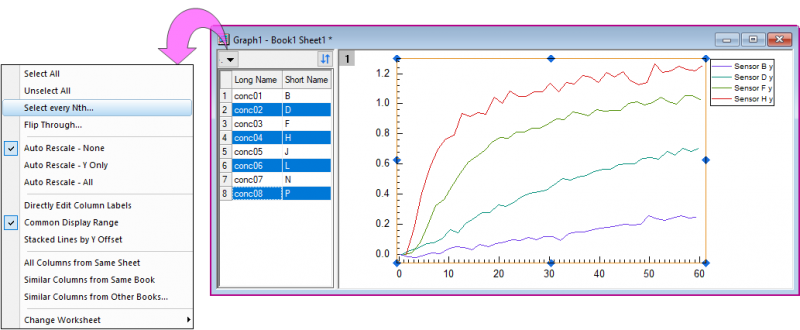 Select All
Unselect All
Select every Nth...
Flip Through...
Auto Rescale - None
Auto Rescale - Y Only
Auto Rescale - All
Directly Edit Column Labels
Common Display Range
Stacked Lines by Y Offset
All Columns from Same Sheet
Similar Columns from Same Book
Similar Columns from Other Books...
Change Worksheet
Graph1 - Book1 Sheet1 *
Long Name Short Name
1 conc01 B
2 conc02 D
3 conc03 F
4 conc04 H
5 conc05 J
6 conc06 L
7 conc07 N
8 conc08 P
1
1.2
1.0
0.8
0.6
0.4
0.2
0.0
0 10 20 30 40 50 60
Sensor B y
Sensor D y
Sensor F y
Sensor H y